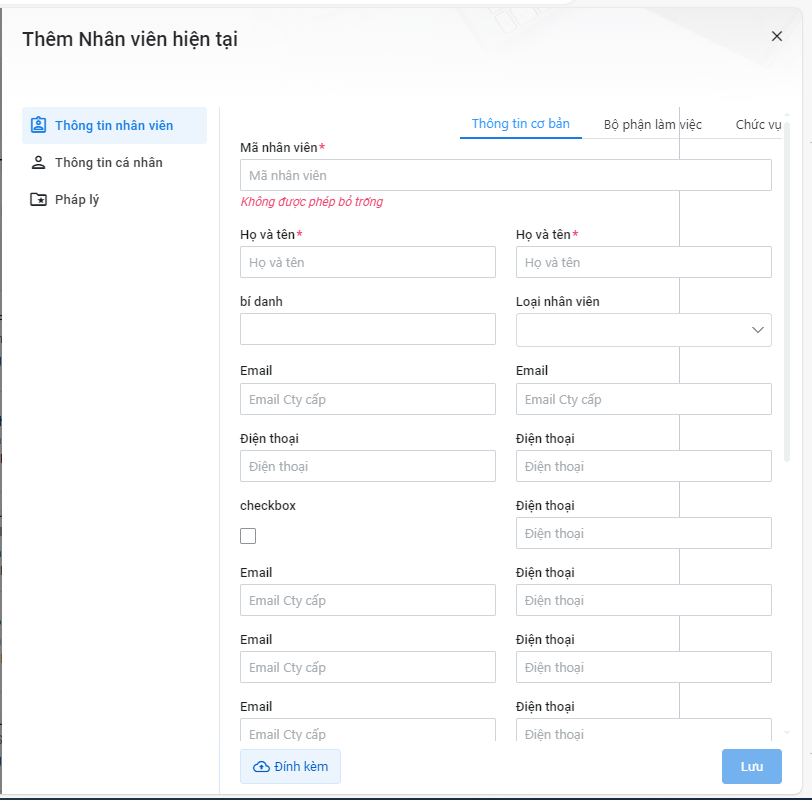 Thêm Nhân viên hiện tại
Thông tin nhân viên
Thông tin cá nhân
Pháp lý
Thông tin cơ bản Bộ phận làm việc Chức vụ
Mã nhân viên*
Mã nhân viên
Không được phép bỏ trống
Họ và tên* Họ và tên*
Họ và tên Họ và tên
bí danh Loại nhân viên
Email Email
Email Cty cấp Email Cty cấp
Điện thoại Điện thoại
Điện thoại Điện thoại
checkbox Điện thoại
Điện thoại
Email Điện thoại
Email Cty cấp Điện thoại
Email Điện thoại
Email Cty cấp Điện thoại
Email Điện thoại
Email Cty cấp Điện thoại
Đính kèm Lưu